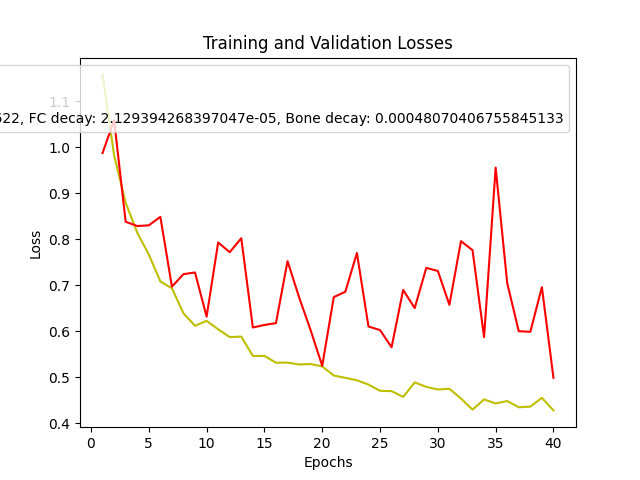 Training and Validation Losses
1.1
522, FC decay: 2.129394268397047e-05, Bone decay: 0.00048070406755845133
1.0
0.9
Loss
0.8
0.7
0.6
0.5
0.4
0 5 10 15 20 25 30 35 40
Epochs